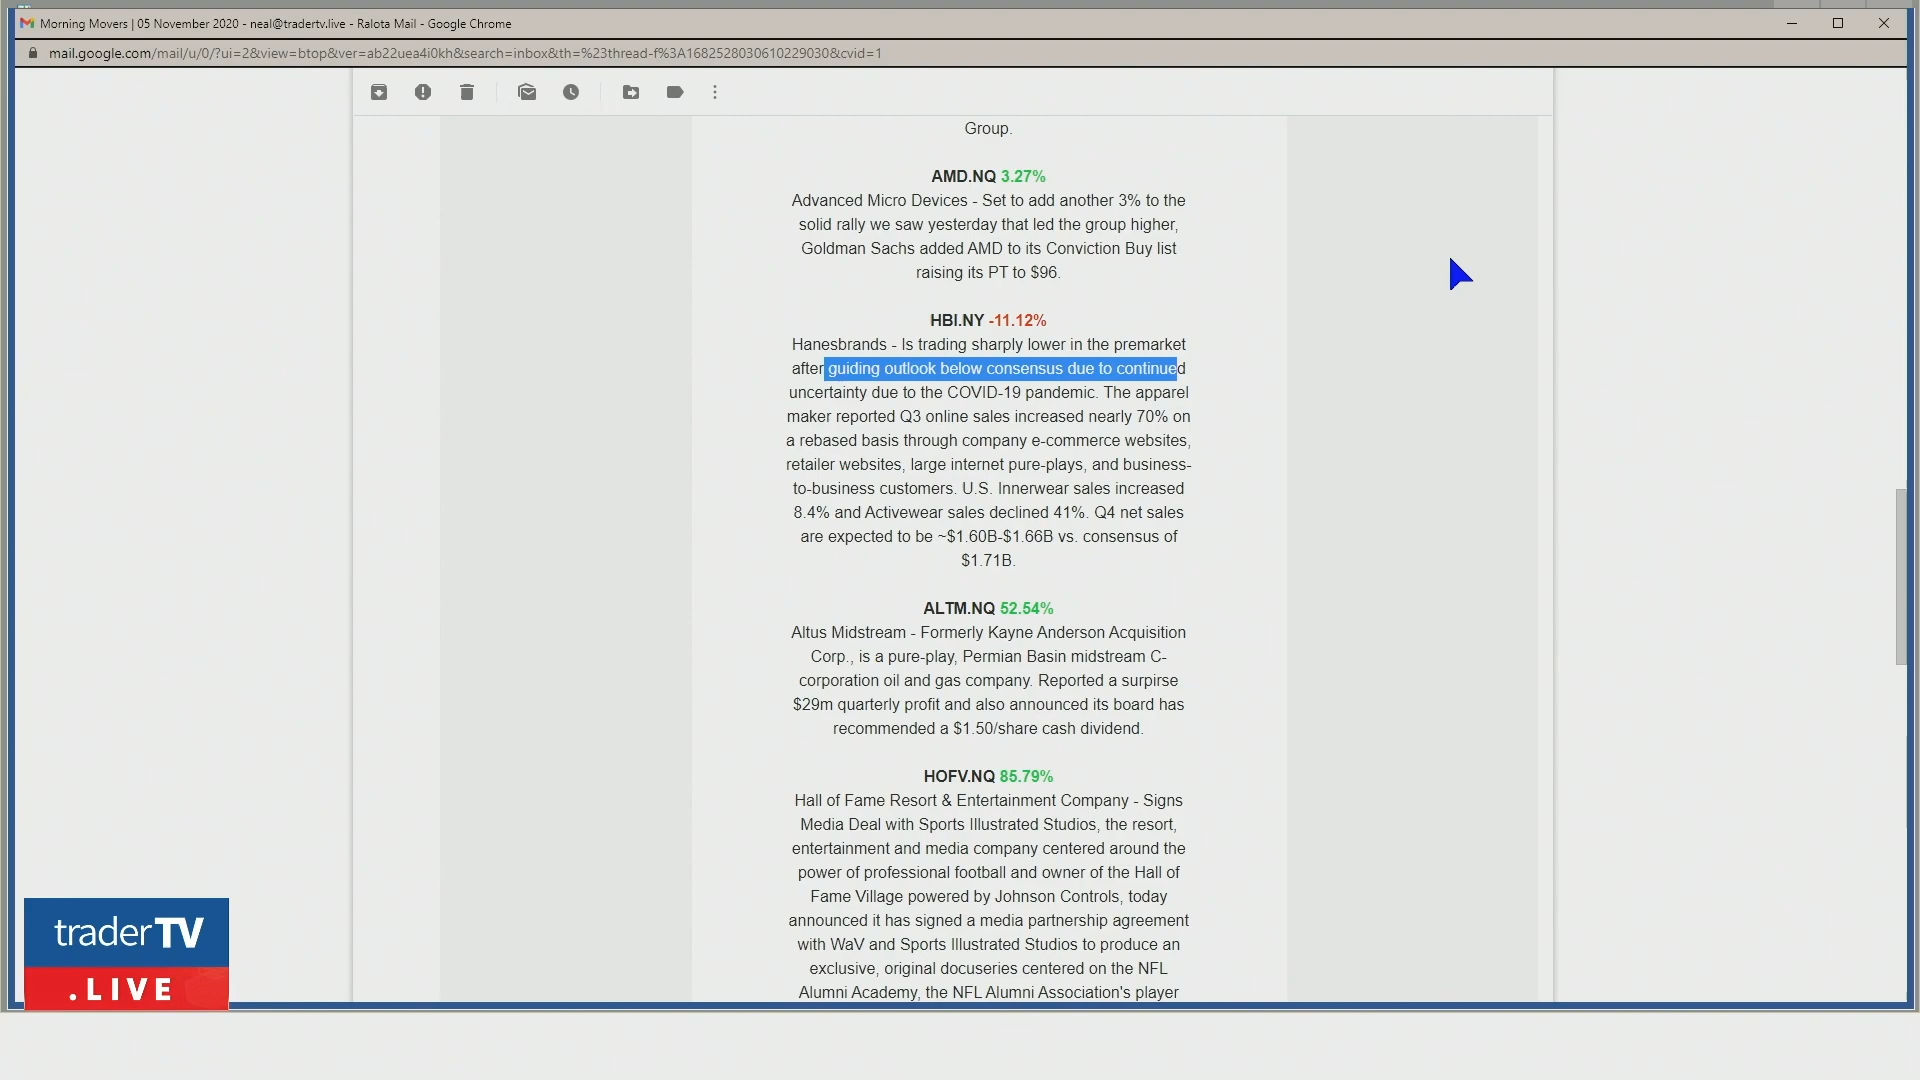 Morning Movers | 05 November 2020 - neal@tradertv.live - Ralota Mail - Google Chrome
mail.google.com/mail/u/0/?ui=2&view=btop&ver=ab22uea4i0kh&search=inbox&th=%23thread-f%3A1682528030610229030&cvid=1
Group.
AMD.NQ 3.27%
Advanced Micro Devices - Set to add another 3% to the
solid rally we saw yesterday that led the group higher,
Goldman Sachs added AMD to its Conviction Buy list
raising its PT to $96.
HBI.NY -11.12%
Hanesbrands - Is trading sharply lower in the premarket
after guiding outlook below consensus due to continued
uncertainty due to the COVID-19 pandemic. The apparel
maker reported Q3 online sales increased nearly 70% on
a rebased basis through company e-commerce websites,
retailer websites, large internet pure-plays, and business-
to-business customers. U.S. Innerwear sales increased
8.4% and Activewear sales declined 41%. Q4 net sales
are expected to be ~$1.60B-$1.66B vs. consensus of
$1.71B.
ALTM.NQ 52.54%
Altus Midstream - Formerly Kayne Anderson Acquisition
Corp., is a pure-play, Permian Basin midstream C-
corporation oil and gas company. Reported a surpirse
$29m quarterly profit and also announced its board has
recommended a $1.50/share cash dividend.
HOFV.NQ 85.79%
Hall of Fame Resort & Entertainment Company - Signs
Media Deal with Sports Illustrated Studios, the resort,
entertainment and media company centered around the
power of professional football and owner of the Hall of
Fame Village powered by Johnson Controls, today
announced it has signed a media partnership agreement
with WaV and Sports Illustrated Studios to produce an
exclusive, original docuseries centered on the NFL
Alumni Academy, the NFL Alumni Association's player
traderTV
.LIVE